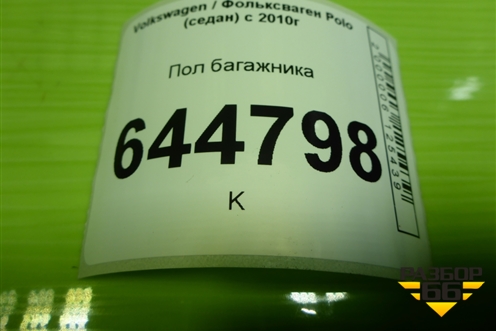 Volkswagen / Фольксваген Polo
(седан) с 2010г
Пол багажника
644798
К
РАЗБОР
66